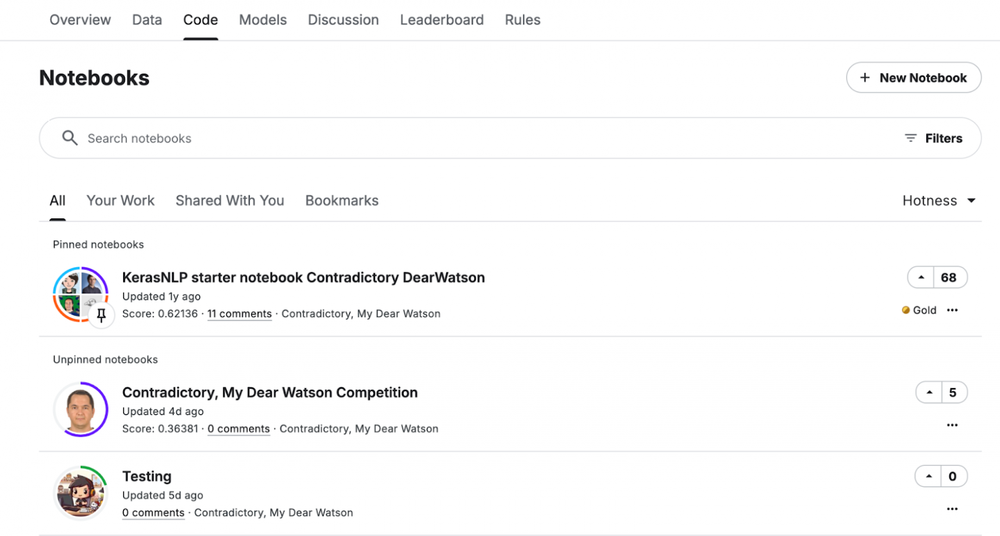 Overview Data Code Models Discussion Leaderboard Rules
Notebooks
+ New Notebook
Search notebooks
Filters
All Your Work Shared With You Bookmarks
Hotness
Pinned notebooks
KerasNLP starter notebook Contradictory DearWatson
68
Updated 1y ago
Score: 0.62136 · 11 comments · Contradictory, My Dear Watson
Gold
Unpinned notebooks
Contradictory, My Dear Watson Competition
5
Updated 4d ago
Score: 0.36381 · 0 comments · Contradictory, My Dear Watson
Testing
0
Updated 5d ago
0 comments · Contradictory, My Dear Watson